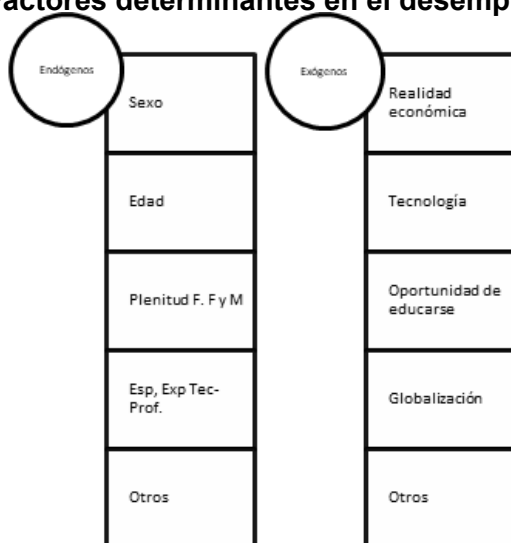 actores determinantes en el desemp
Endógenos
Sexo
Edad
Plenitud F. F y M
Esp, Exp Tec-
Prof.
Otros
Exógenos
Realidad
económica
Tecnología
Oportunidad de
educarse
Globalización
Otros